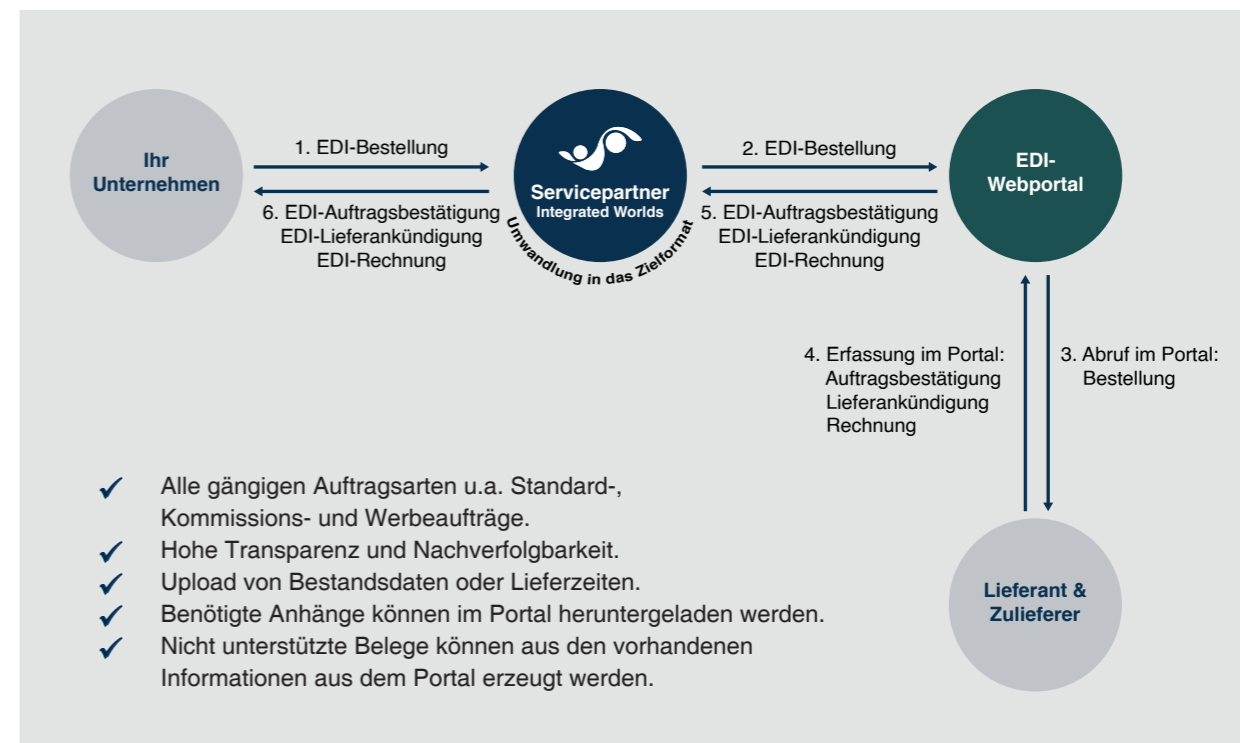 Ihr
Unternehmen
1. EDI-Bestellung
6. EDI-Auftragsbestätigung
EDI-Lieferankündigung
EDI-Rechnung
Servicepartner
Integrated Worlds
Umwandlung in das Zielformat
2. EDI-Bestellung
5. EDI-Auftragsbestätigung
EDI-Lieferankündigung
EDI-Rechnung
EDI-
Webportal
4. Erfassung im Portal:
Auftragsbestätigung
Lieferankündigung
Rechnung
3. Abruf im Portal:
Bestellung
Lieferant &
Zulieferer
Alle gängigen Auftragsarten u.a. Standard-,
Kommissions- und Werbeaufträge.
Hohe Transparenz und Nachverfolgbarkeit.
Upload von Bestandsdaten oder Lieferzeiten.
Benötigte Anhänge können im Portal heruntergeladen werden.
Nicht unterstützte Belege können aus den vorhandenen
Informationen aus dem Portal erzeugt werden.